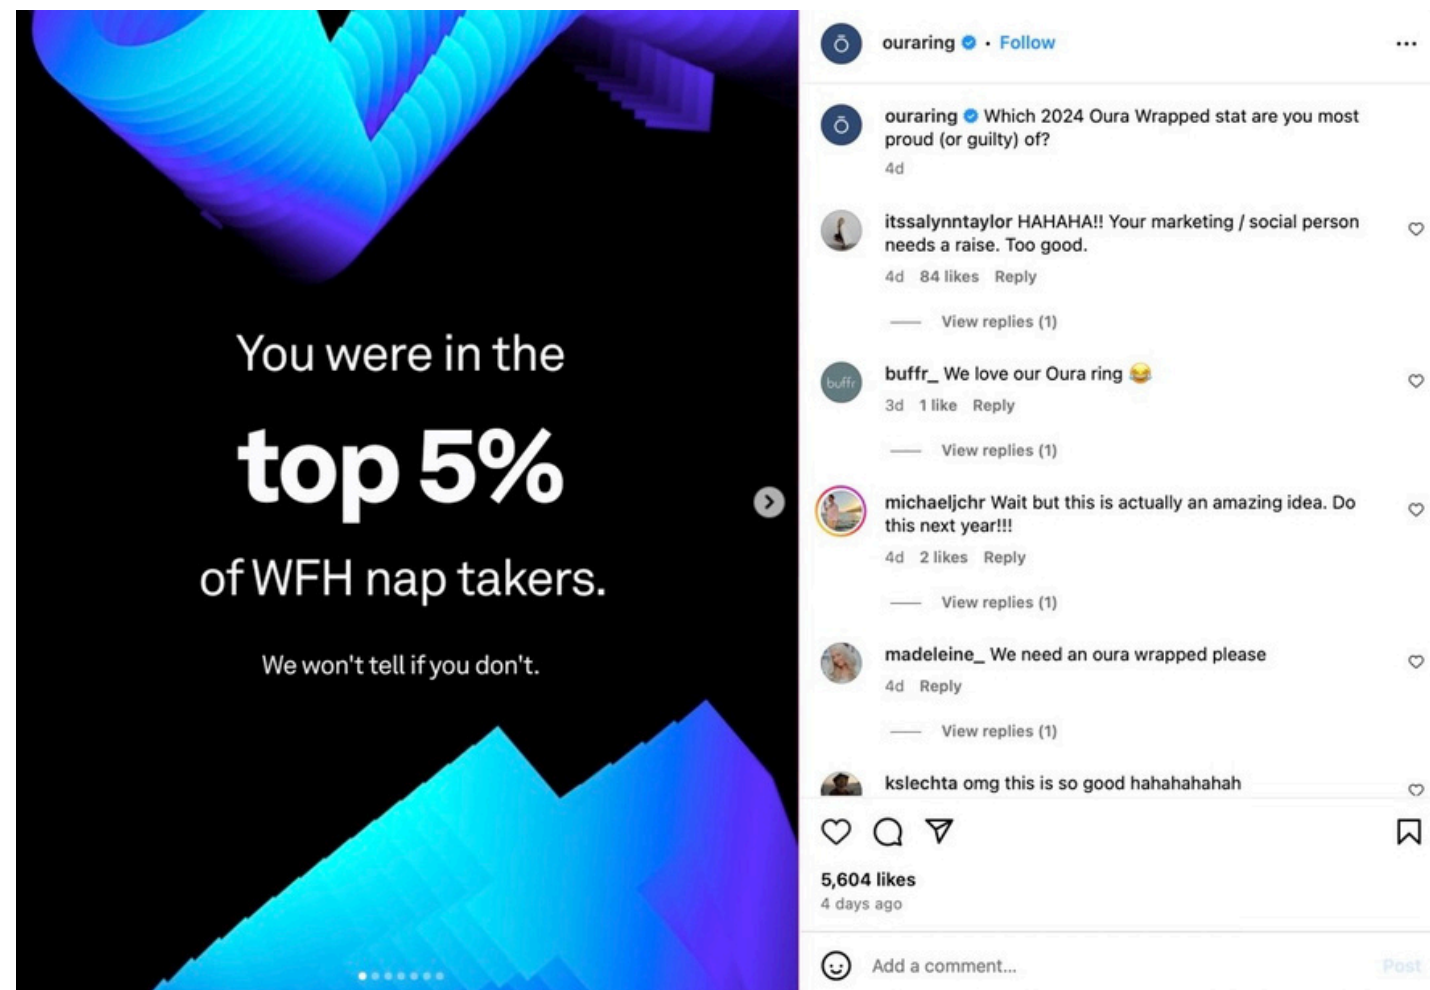 You were in the
top 5%
of WFH nap takers.
We won't tell if you don't.
ō
ouraring • Follow
ō
ouraring Which 2024 Oura Wrapped stat are you most
proud (or guilty) of?
4d
itssalynntaylor HAHAHA!! Your marketing / social person
needs a raise. Too good.
4d 84 likes Reply
View replies (1)
buffr
buffr_ We love our Oura ring 😂
3d 1 like Reply
View replies (1)
michaeljchr Wait but this is actually an amazing idea. Do
this next year!!!
4d 2 likes Reply
View replies (1)
madeleine_ We need an oura wrapped please
4d Reply
View replies (1)
kslechta omg this is so good hahahahahah
5,604 likes
4 days ago
Add a comment...
Post